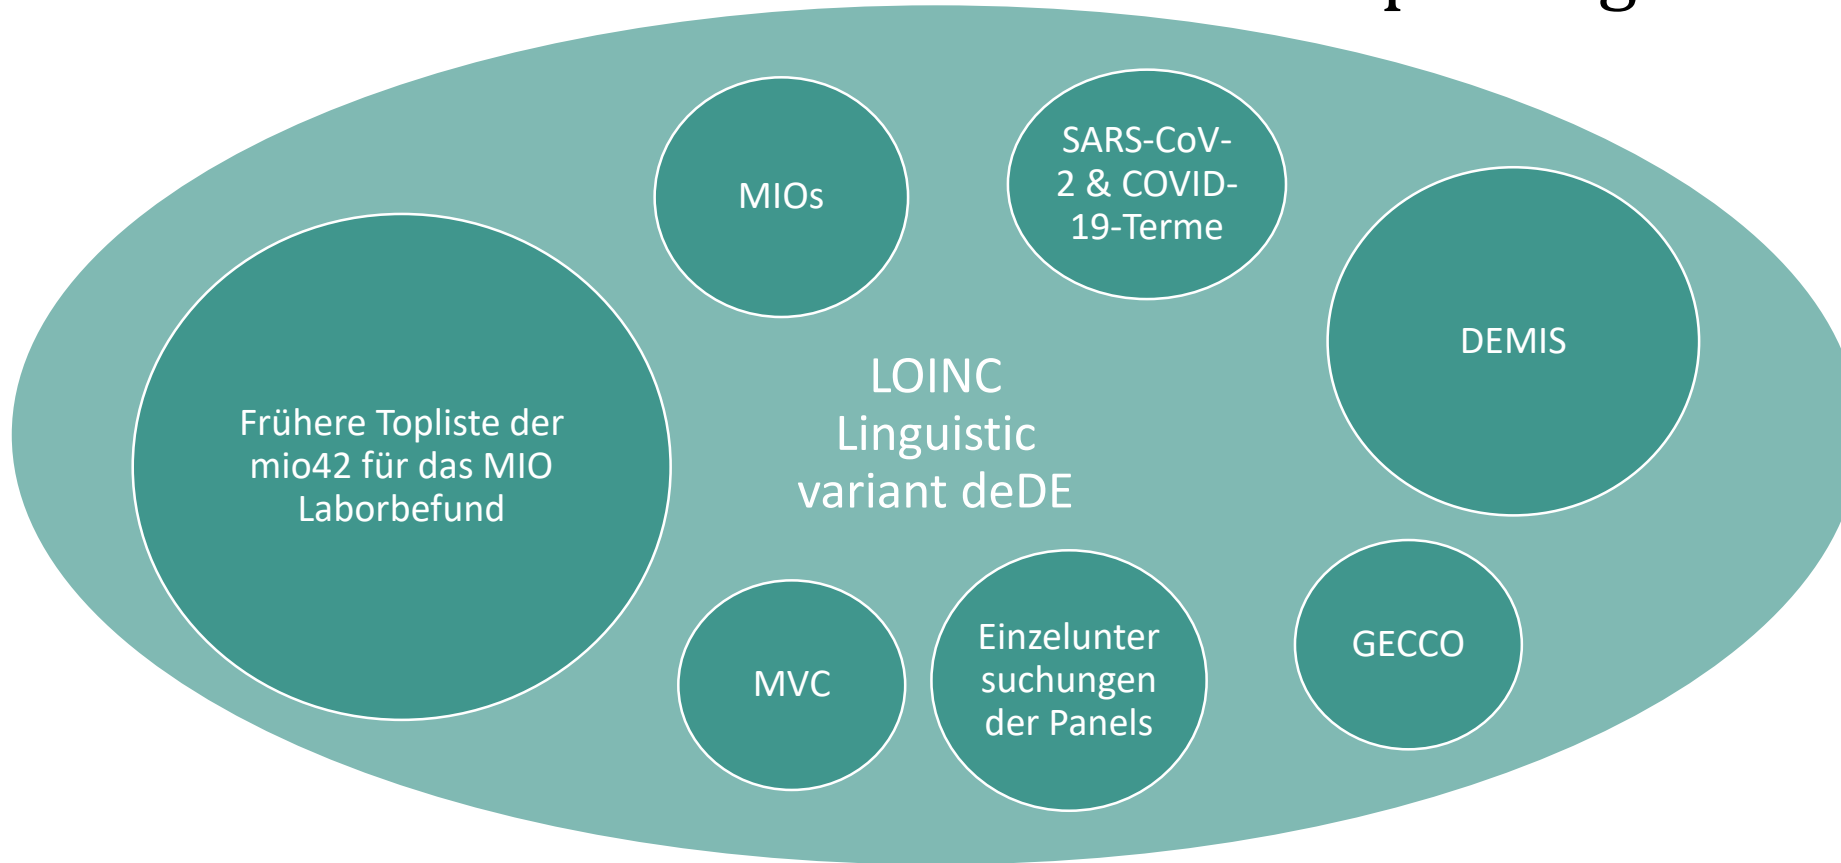 MIOs
SARS-CoV-
2 & COVID-
19-Terme
DEMIS
Frühere Topliste der
mio42 für das MIO
Laborbefund
LOINC
Linguistic
variant deDE
MVC
Einzelunter
suchungen
der Panels
GECCO